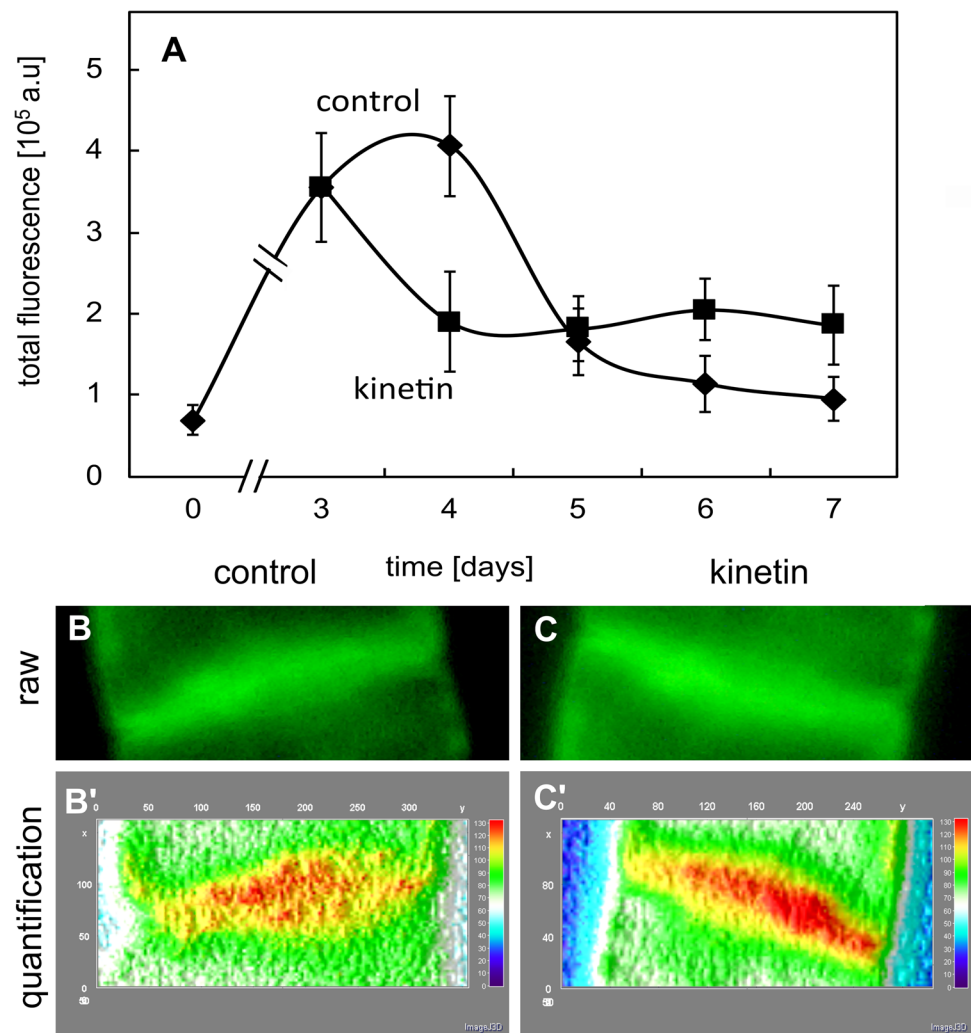 A
total fluorescence [10⁵ a.u]
5
4
3
2
1
0
control
kinetin
0 3 4 5 6 7
time [days]
control kinetin
raw
B C
quantification
B'
0 50 100 150 200 250 300 y
x
100
50
0
130
120
110
100
90
80
70
60
50
40
30
20
10
0
ImageJ3D
C'
0 40 80 120 160 200 240 y
x
80
40
0
130
120
110
100
90
80
70
60
50
40
30
20
10
0
ImageJ3D